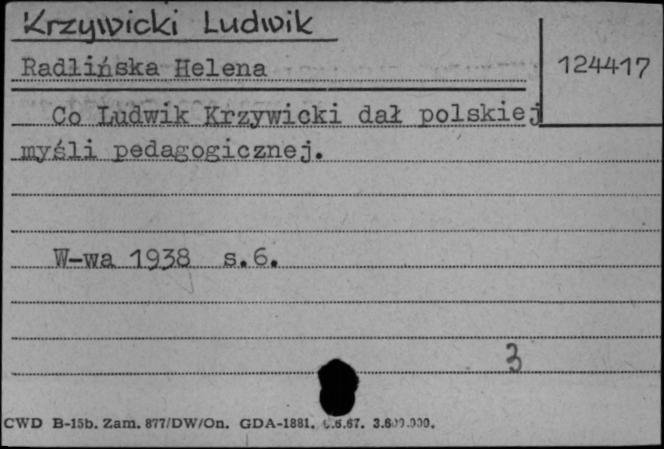 Krzywicki Ludwik
Radlińska Helena
124417
Co Ludwik Krzywicki dał polskiej
myśli pedagogicznej.
W-wa 1938 s.6.
3
CWD B-15b. Zam. 877/DW/On. GDA-1881.